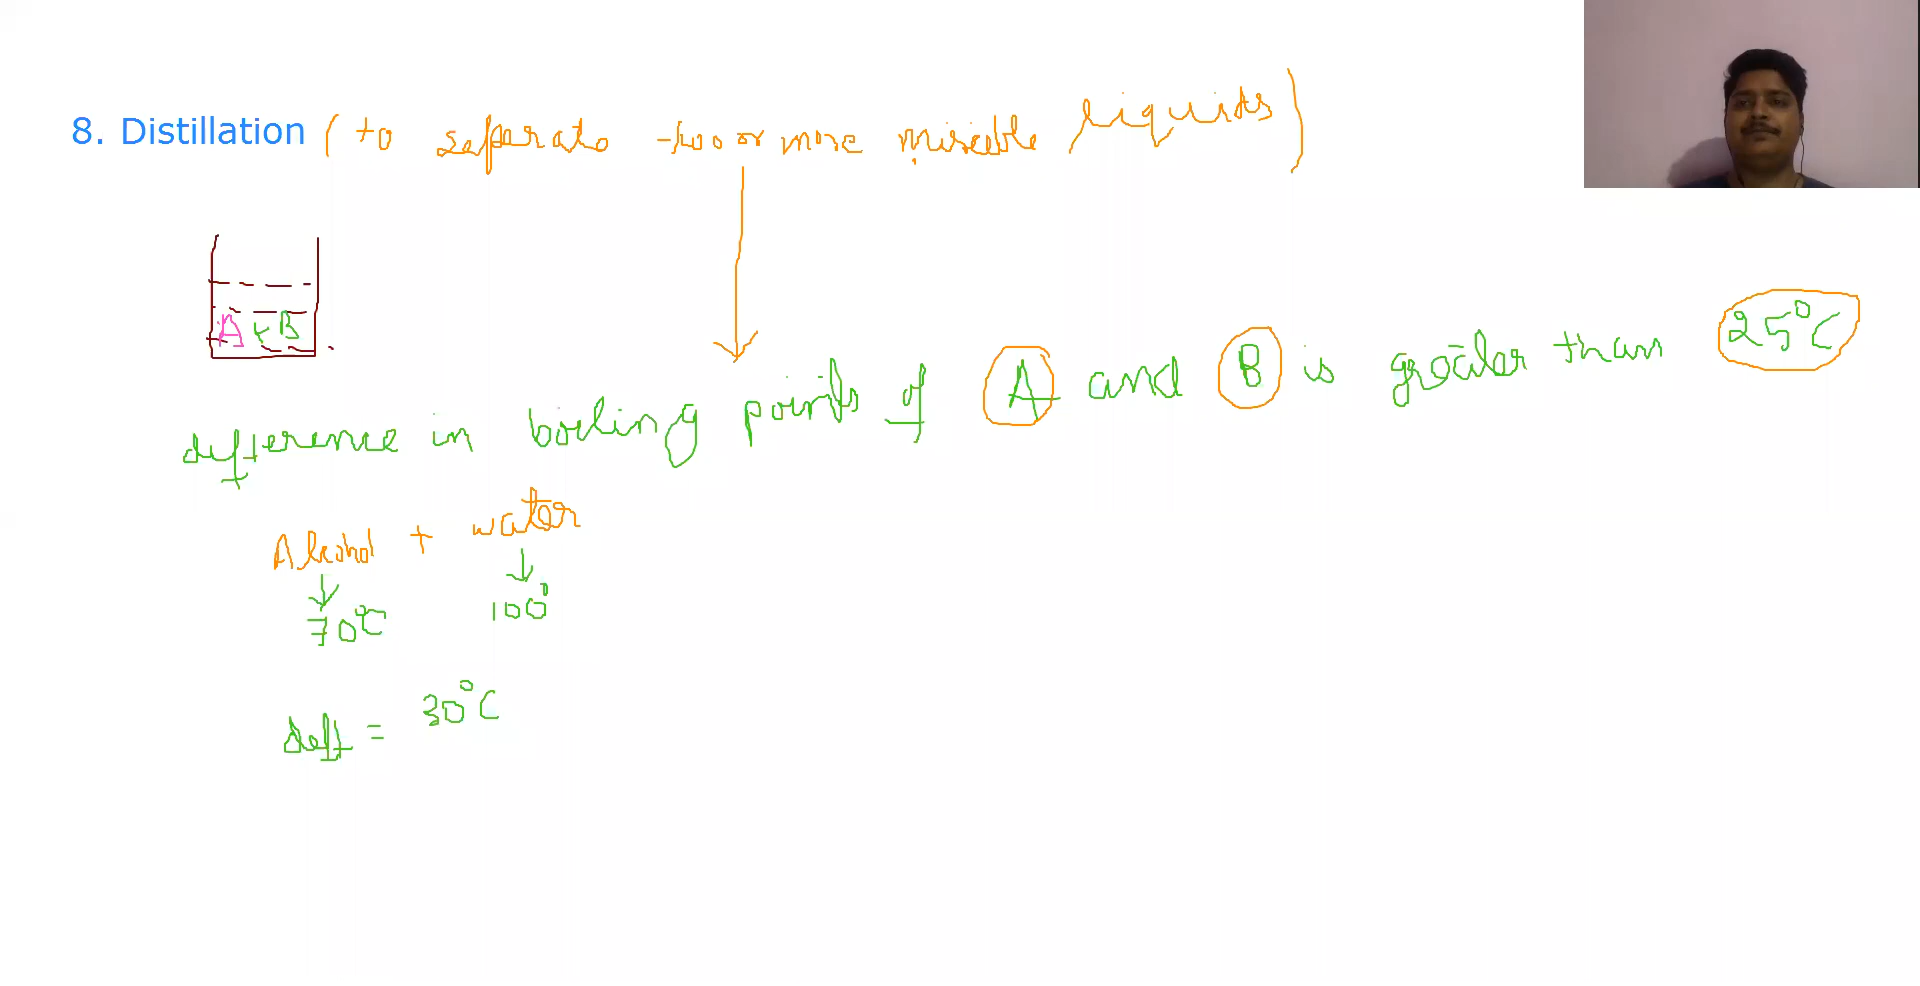 8. Distillation ( to seperate two or more miscible liquids)
A + B
difference in boiling points of A and B is greater than 25°C
Alcohol + water
70°C 100°
diff = 30°C